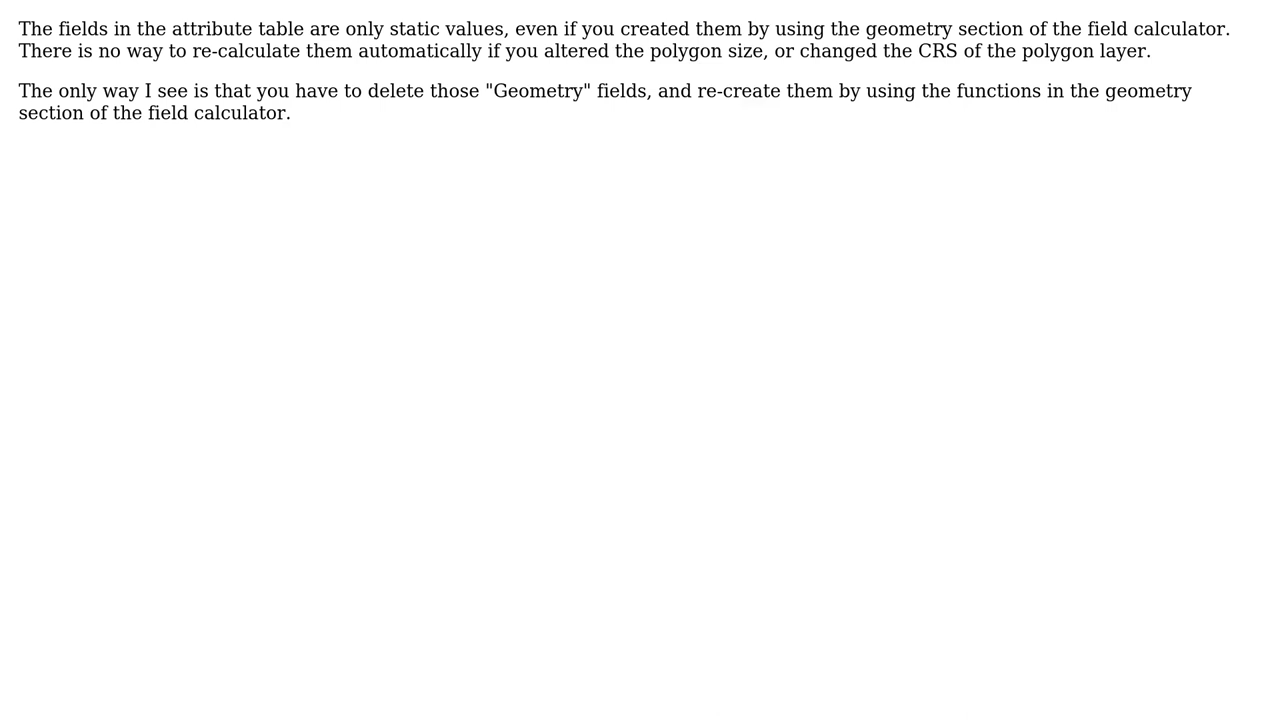 The fields in the attribute table are only static values, even if you created them by using the geometry section of the field calculator.
There is no way to re-calculate them automatically if you altered the polygon size, or changed the CRS of the polygon layer.
The only way I see is that you have to delete those "Geometry" fields, and re-create them by using the functions in the geometry
section of the field calculator.